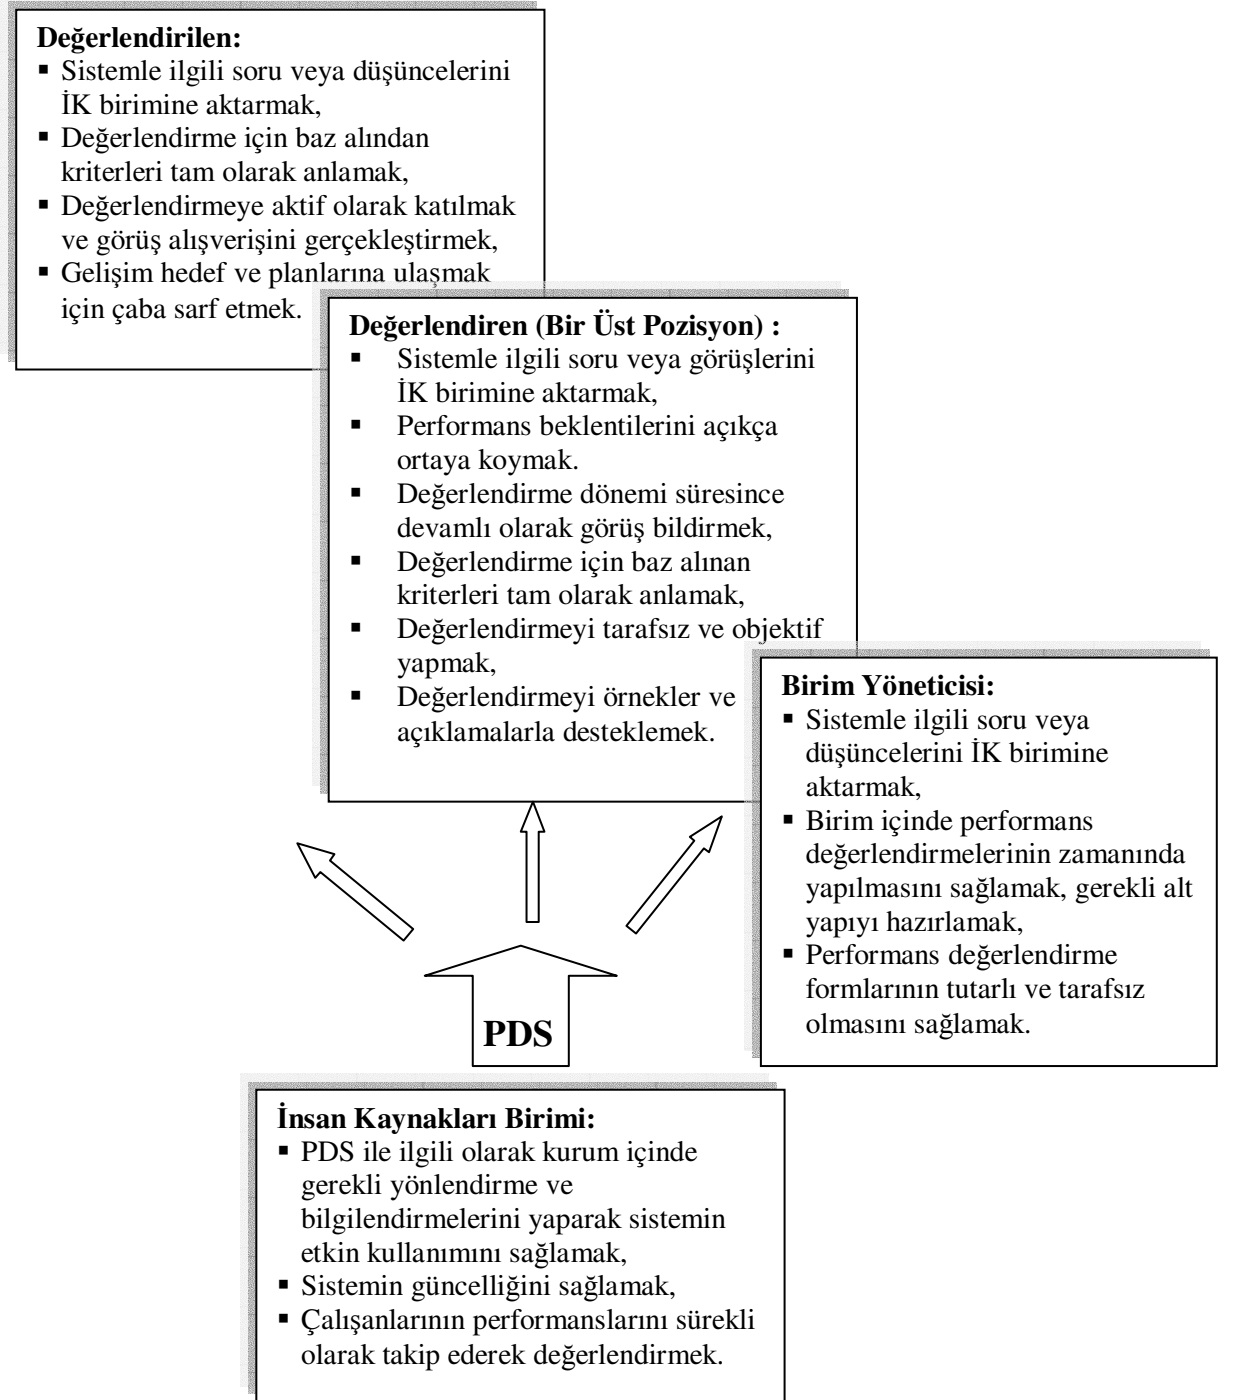 Değerlendirilen:
▪ Sistemle ilgili soru veya düşüncelerini
İK birimine aktarmak,
▪ Değerlendirme için baz alından
kriterleri tam olarak anlamak,
▪ Değerlendirmeye aktif olarak katılmak
ve görüş alışverişini gerçekleştirmek,
▪ Gelişim hedef ve planlarına ulaşmak
için çaba sarf etmek.
Değerlendiren (Bir Üst Pozisyon) :
▪ Sistemle ilgili soru veya görüşlerini
İK birimine aktarmak,
▪ Performans beklentilerini açıkça
ortaya koymak.
▪ Değerlendirme dönemi süresince
devamlı olarak görüş bildirmek,
▪ Değerlendirme için baz alınan
kriterleri tam olarak anlamak,
▪ Değerlendirmeyi tarafsız ve objektif
yapmak,
▪ Değerlendirmeyi örnekler ve
açıklamalarla desteklemek.
Birim Yöneticisi:
▪ Sistemle ilgili soru veya
düşüncelerini İK birimine
aktarmak,
▪ Birim içinde performans
değerlendirmelerinin zamanında
yapılmasını sağlamak, gerekli alt
yapıyı hazırlamak,
▪ Performans değerlendirme
formlarının tutarlı ve tarafsız
olmasını sağlamak.
PDS
İnsan Kaynakları Birimi:
▪ PDS ile ilgili olarak kurum içinde
gerekli yönlendirme ve
bilgilendirmelerini yaparak sistemin
etkin kullanımını sağlamak,
▪ Sistemin güncelliğini sağlamak,
▪ Çalışanlarının performanslarını sürekli
olarak takip ederek değerlendirmek.